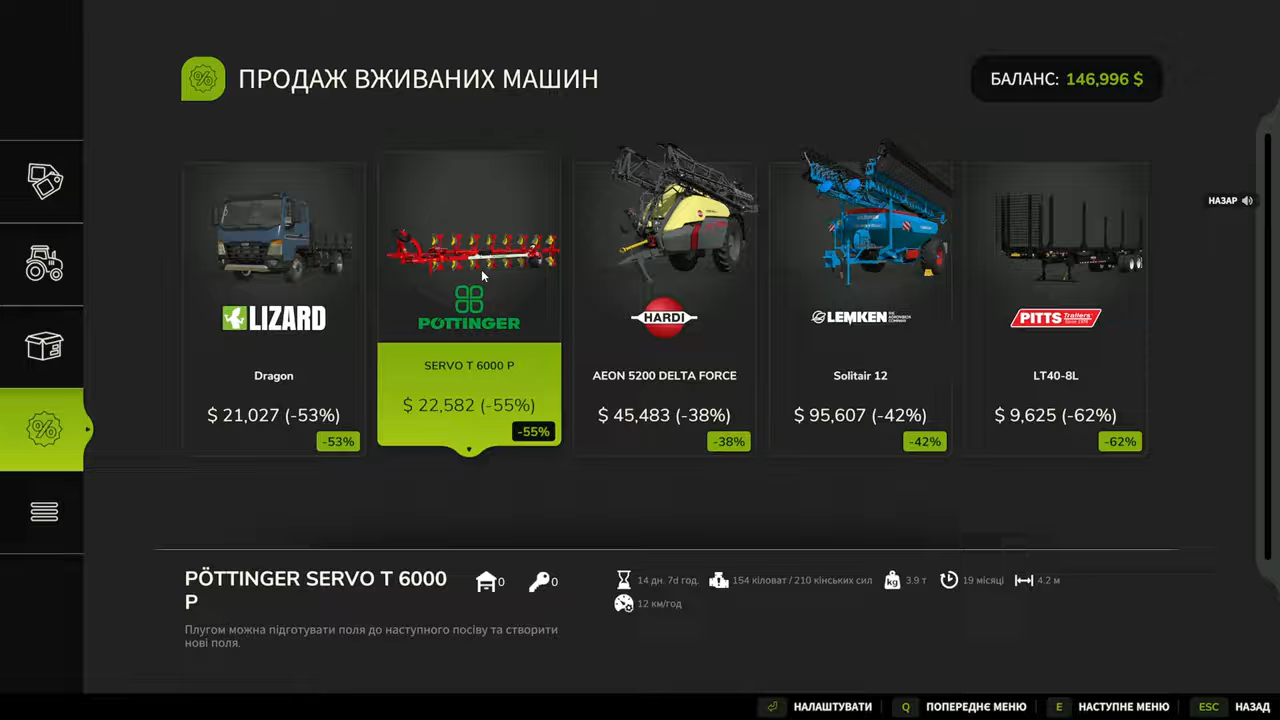 ПРОДАЖ ВЖИВАНИХ МАШИН
БАЛАНС: 146,996 $
НАЗАР
LIZARD
Dragon
$ 21,027 (-53%)
-53%
PÖTTINGER
SERVO T 6000 P
$ 22,582 (-55%)
-55%
HARDI
AEON 5200 DELTA FORCE
$ 45,483 (-38%)
-38%
LEMKEN
Solitair 12
$ 95,607 (-42%)
-42%
PITTS Trailers
LT40-8L
$ 9,625 (-62%)
-62%
PÖTTINGER SERVO T 6000
P
0
0
Плугом можна підготувати поля до наступного посіву та створити
нові поля.
14 дн. 7d год.
154 кіловат / 210 кінських сил
kg
3.9 т
19 місяці
4.2 м
12 км/год
НАЛАШТУВАТИ
Q ПОПЕРЕДНЄ МЕНЮ
E НАСТУПНЕ МЕНЮ
ESC НАЗАД